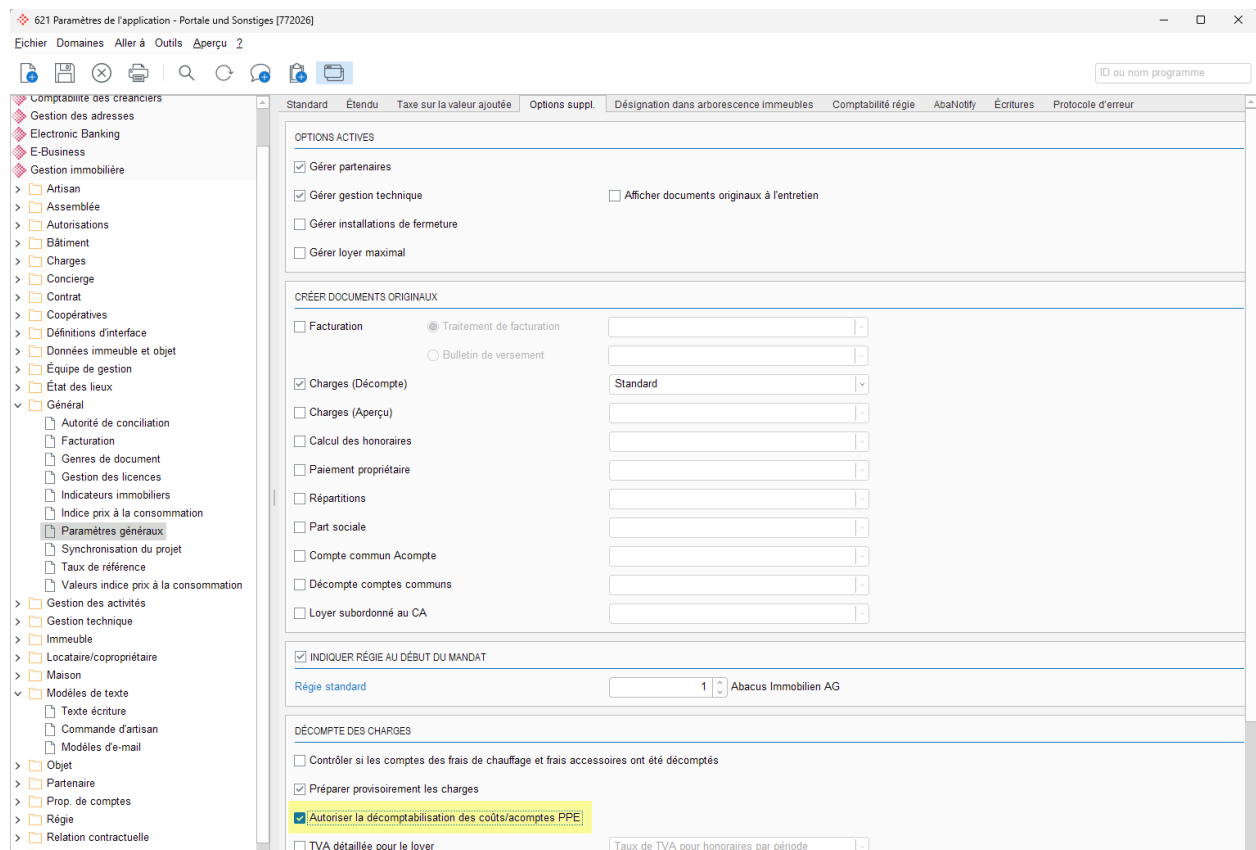 621 Paramètres de l'application - Portale und Sonstiges [772026]
Fichier Domaines Aller à Outils Aperçu ?
ID ou nom programme
Comptabilité des créanciers
Gestion des adresses
Electronic Banking
E-Business
Gestion immobilière
Artisan
Assemblée
Autorisations
Bâtiment
Charges
Concierge
Contrat
Coopératives
Définitions d'interface
Données immeuble et objet
Équipe de gestion
État des lieux
Général
Autorité de conciliation
Facturation
Genres de document
Gestion des licences
Indicateurs immobiliers
Indice prix à la consommation
Paramètres généraux
Synchronisation du projet
Taux de référence
Valeurs indice prix à la consommation
Gestion des activités
Gestion technique
Immeuble
Locataire/copropriétaire
Maison
Modèles de texte
Texte écriture
Commande d'artisan
Modèles d'e-mail
Objet
Partenaire
Prop. de comptes
Régie
Relation contractuelle
Standard Étendu Taxe sur la valeur ajoutée Options suppl. Désignation dans arborescence immeubles Comptabilité régie AbaNotify Écritures Protocole d'erreur
OPTIONS ACTIVES
Gérer partenaires
Gérer gestion technique Afficher documents originaux à l'entretien
Gérer installations de fermeture
Gérer loyer maximal
CRÉER DOCUMENTS ORIGINAUX
Facturation Traitement de facturation
Bulletin de versement
Charges (Décompte) Standard
Charges (Aperçu)
Calcul des honoraires
Paiement propriétaire
Répartitions
Part sociale
Compte commun Acompte
Décompte comptes communs
Loyer subordonné au CA
INDIQUER RÉGIE AU DÉBUT DU MANDAT
Régie standard 1 Abacus Immobilien AG
DÉCOMPTE DES CHARGES
Contrôler si les comptes des frais de chauffage et frais accessoires ont été décomptés
Préparer provisoirement les charges
Autoriser la décomptabilisation des coûts/acomptes PPE
TVA détaillée pour le loyer Taux de TVA pour honoraires par période